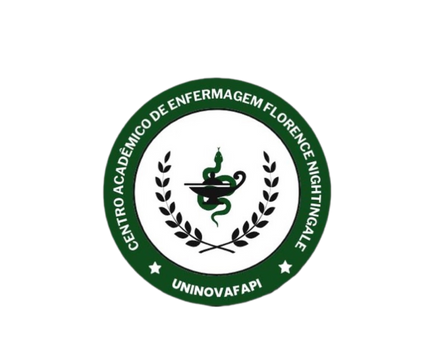 CENTRO ACADÊMICO DE ENFERMAGEM FLORENCE NIGHTINGALE
UNINOVAFAPI